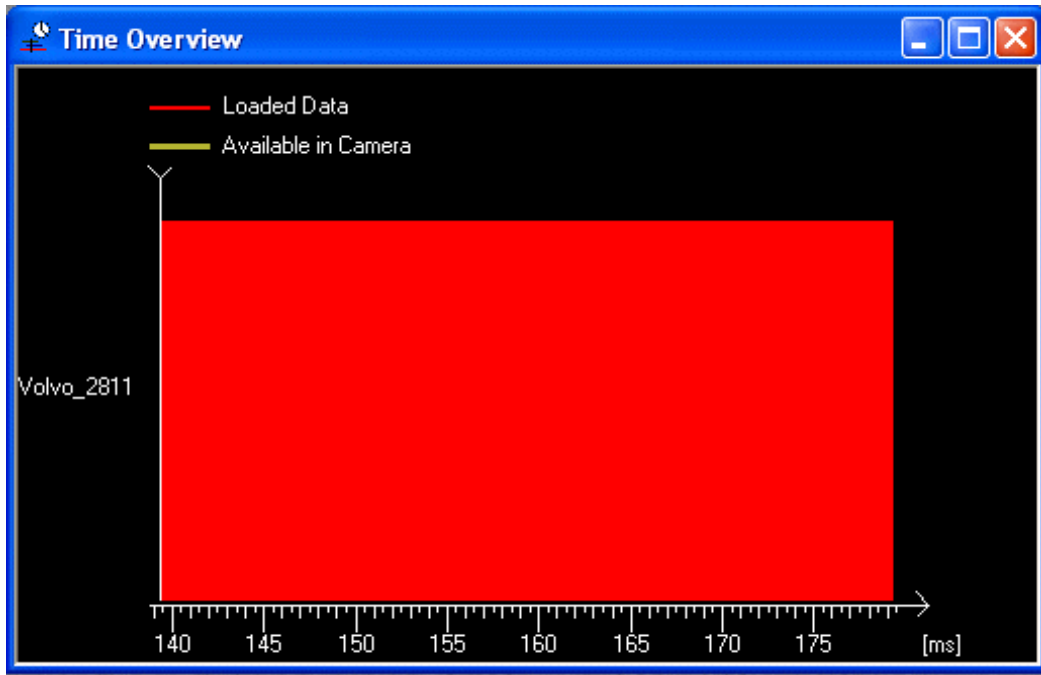 Time Overview
Loaded Data
Available in Camera
Volvo_2811
140 145 150 155 160 165 170 175 [ms]